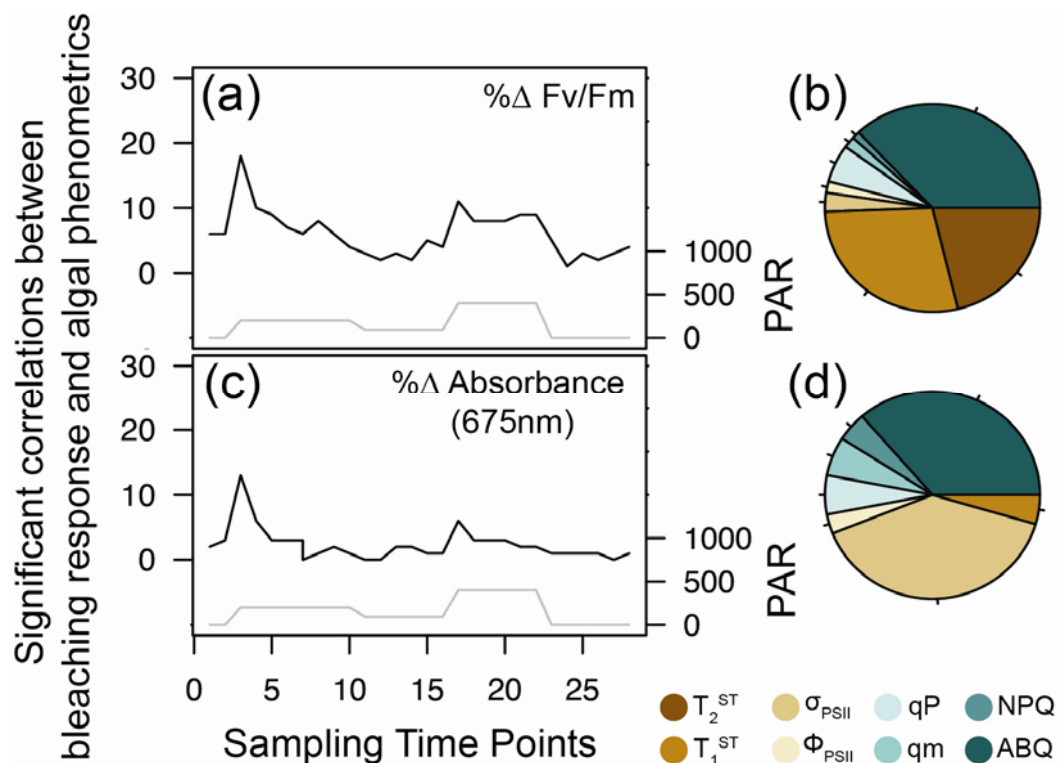 Significant correlations between
bleaching response and algal phenometrics
(a)
%Δ Fv/Fm
30
20
10
0
1000
500
0
PAR
(b)
(c)
%Δ Absorbance
(675nm)
30
20
10
0
1000
500
0
PAR
(d)
0 5 10 15 20 25
Sampling Time Points
T₂ˢᵀ σPSII qP NPQ
T₁ˢᵀ ΦPSII qm ABQ